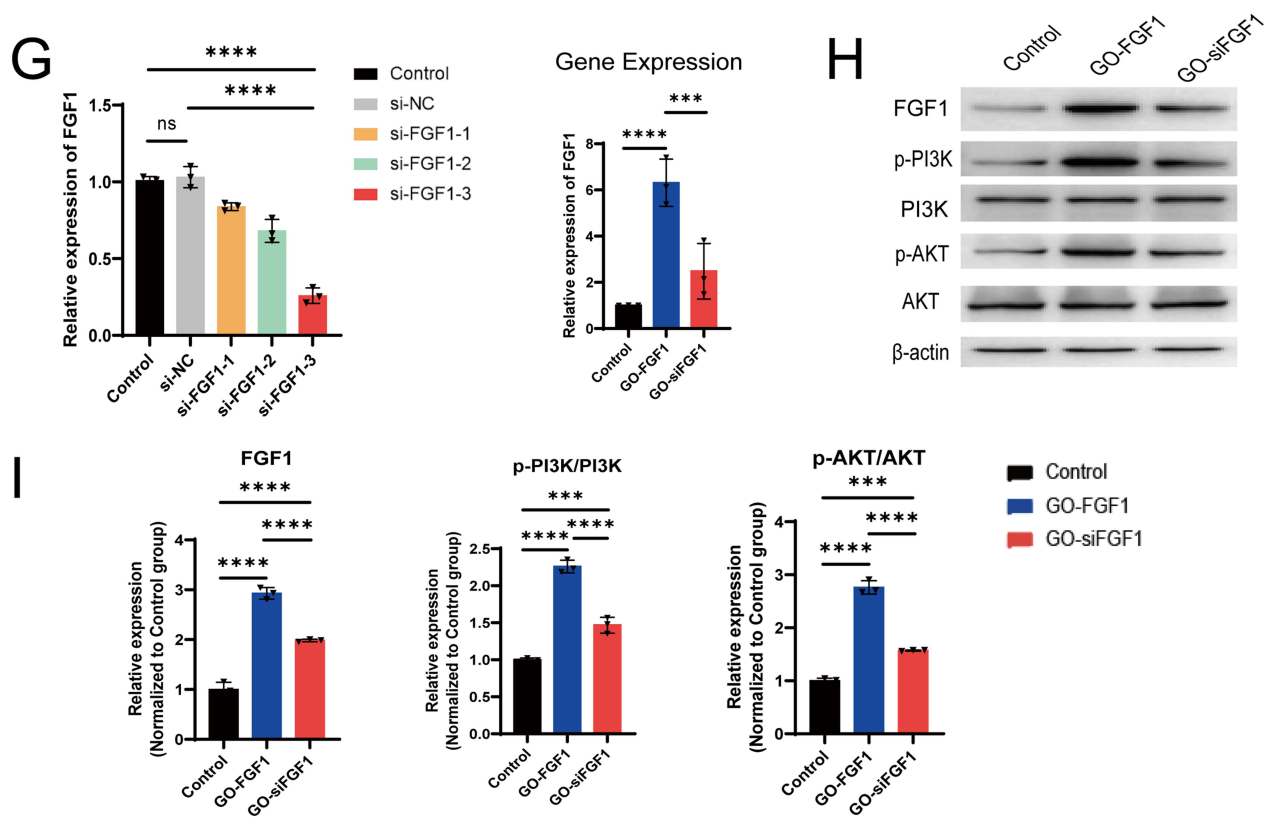 G
****
****
ns
Relative expression of FGF1
1.5
1.0
0.5
0.0
Control
si-NC
si-FGF1-1
si-FGF1-2
si-FGF1-3
Control
si-NC
si-FGF1-1
si-FGF1-2
si-FGF1-3
Gene Expression
***
****
Relative expression of FGF1
8
6
4
2
0
Control
GO-FGF1
GO-siFGF1
H
Control
GO-FGF1
GO-siFGF1
FGF1
p-PI3K
PI3K
p-AKT
AKT
β-actin
I
FGF1
****
****
****
Relative expression
(Normalized to Control group)
4
3
2
1
0
Control
GO-FGF1
GO-siFGF1
p-PI3K/PI3K
***
****
****
Relative expression
(Normalized to Control group)
2.5
2.0
1.5
1.0
0.5
0.0
Control
GO-FGF1
GO-siFGF1
p-AKT/AKT
***
****
****
Relative expression
(Normalized to Control group)
4
3
2
1
0
Control
GO-FGF1
GO-siFGF1
Control
GO-FGF1
GO-siFGF1